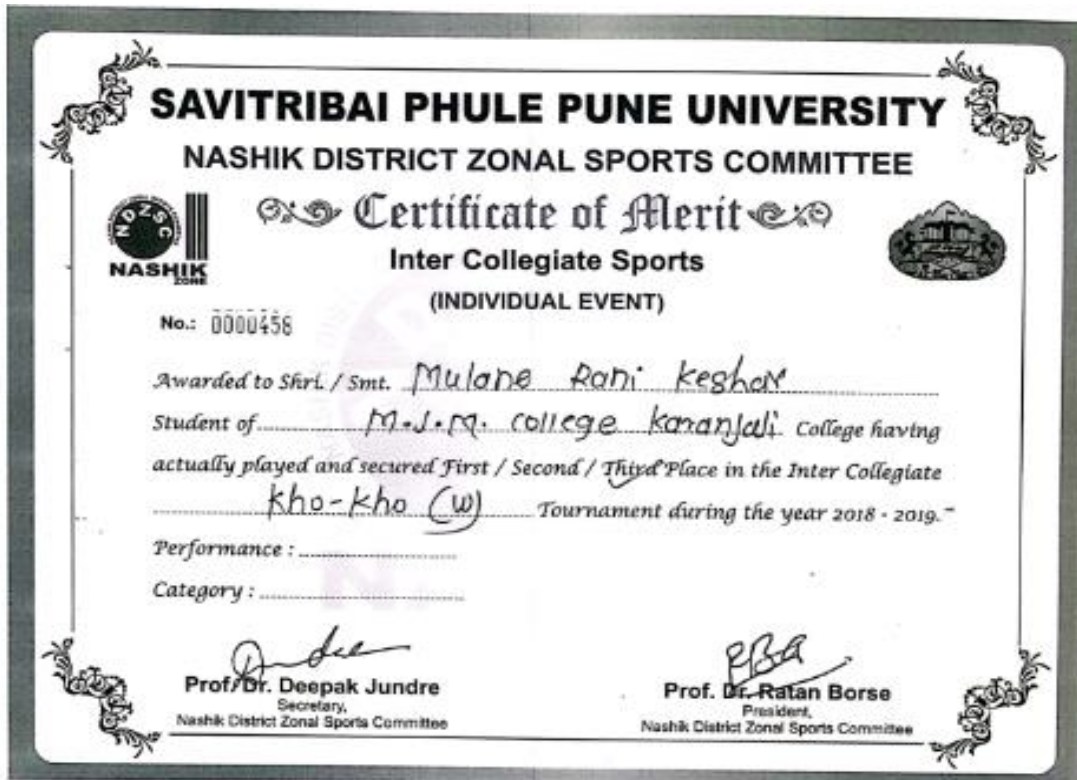 SAVITRIBAI PHULE PUNE UNIVERSITY
NASHIK DISTRICT ZONAL SPORTS COMMITTEE
NDZSC
NASHIK
ZONE
Certificate of Merit
Inter Collegiate Sports
(INDIVIDUAL EVENT)
No.: 0000458
Awarded to Shri. / Smt. Mulane Rani Keshav
Student of M.J.M. college Karanjali College having
actually played and secured First / Second / Third Place in the Inter Collegiate
Kho-Kho (W) Tournament during the year 2018 - 2019.
Performance :
Category :
Prof. Dr. Deepak Jundre
Secretary,
Nashik District Zonal Sports Committee
Prof. Dr. Ratan Borse
President,
Nashik District Zonal Sports Committee